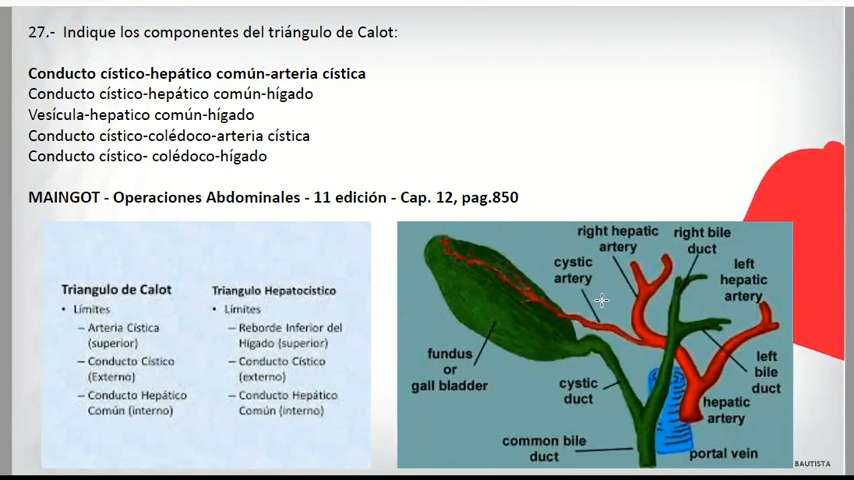 27.- Indique los componentes del triángulo de Calot:
Conducto cístico-hepático común-arteria cística
Conducto cístico-hepático común-hígado
Vesícula-hepatico común-hígado
Conducto cístico-colédoco-arteria cística
Conducto cístico- colédoco-hígado
MAINGOT - Operaciones Abdominales - 11 edición - Cap. 12, pag.850
Triangulo de Calot
• Límites
– Arteria Cística
(superior)
– Conducto Cístico
(Externo)
– Conducto Hepático
Común (interno)
Triangulo Hepatocístico
• Límites
– Reborde Inferior del
Hígado (superior)
– Conducto Cístico
(externo)
– Conducto Hepático
Común (interno)
right hepatic
artery
right bile
duct
cystic
artery
left
hepatic
artery
fundus
or
gall bladder
cystic
duct
left
bile
duct
hepatic
artery
common bile
duct
portal vein
BAUTISTA